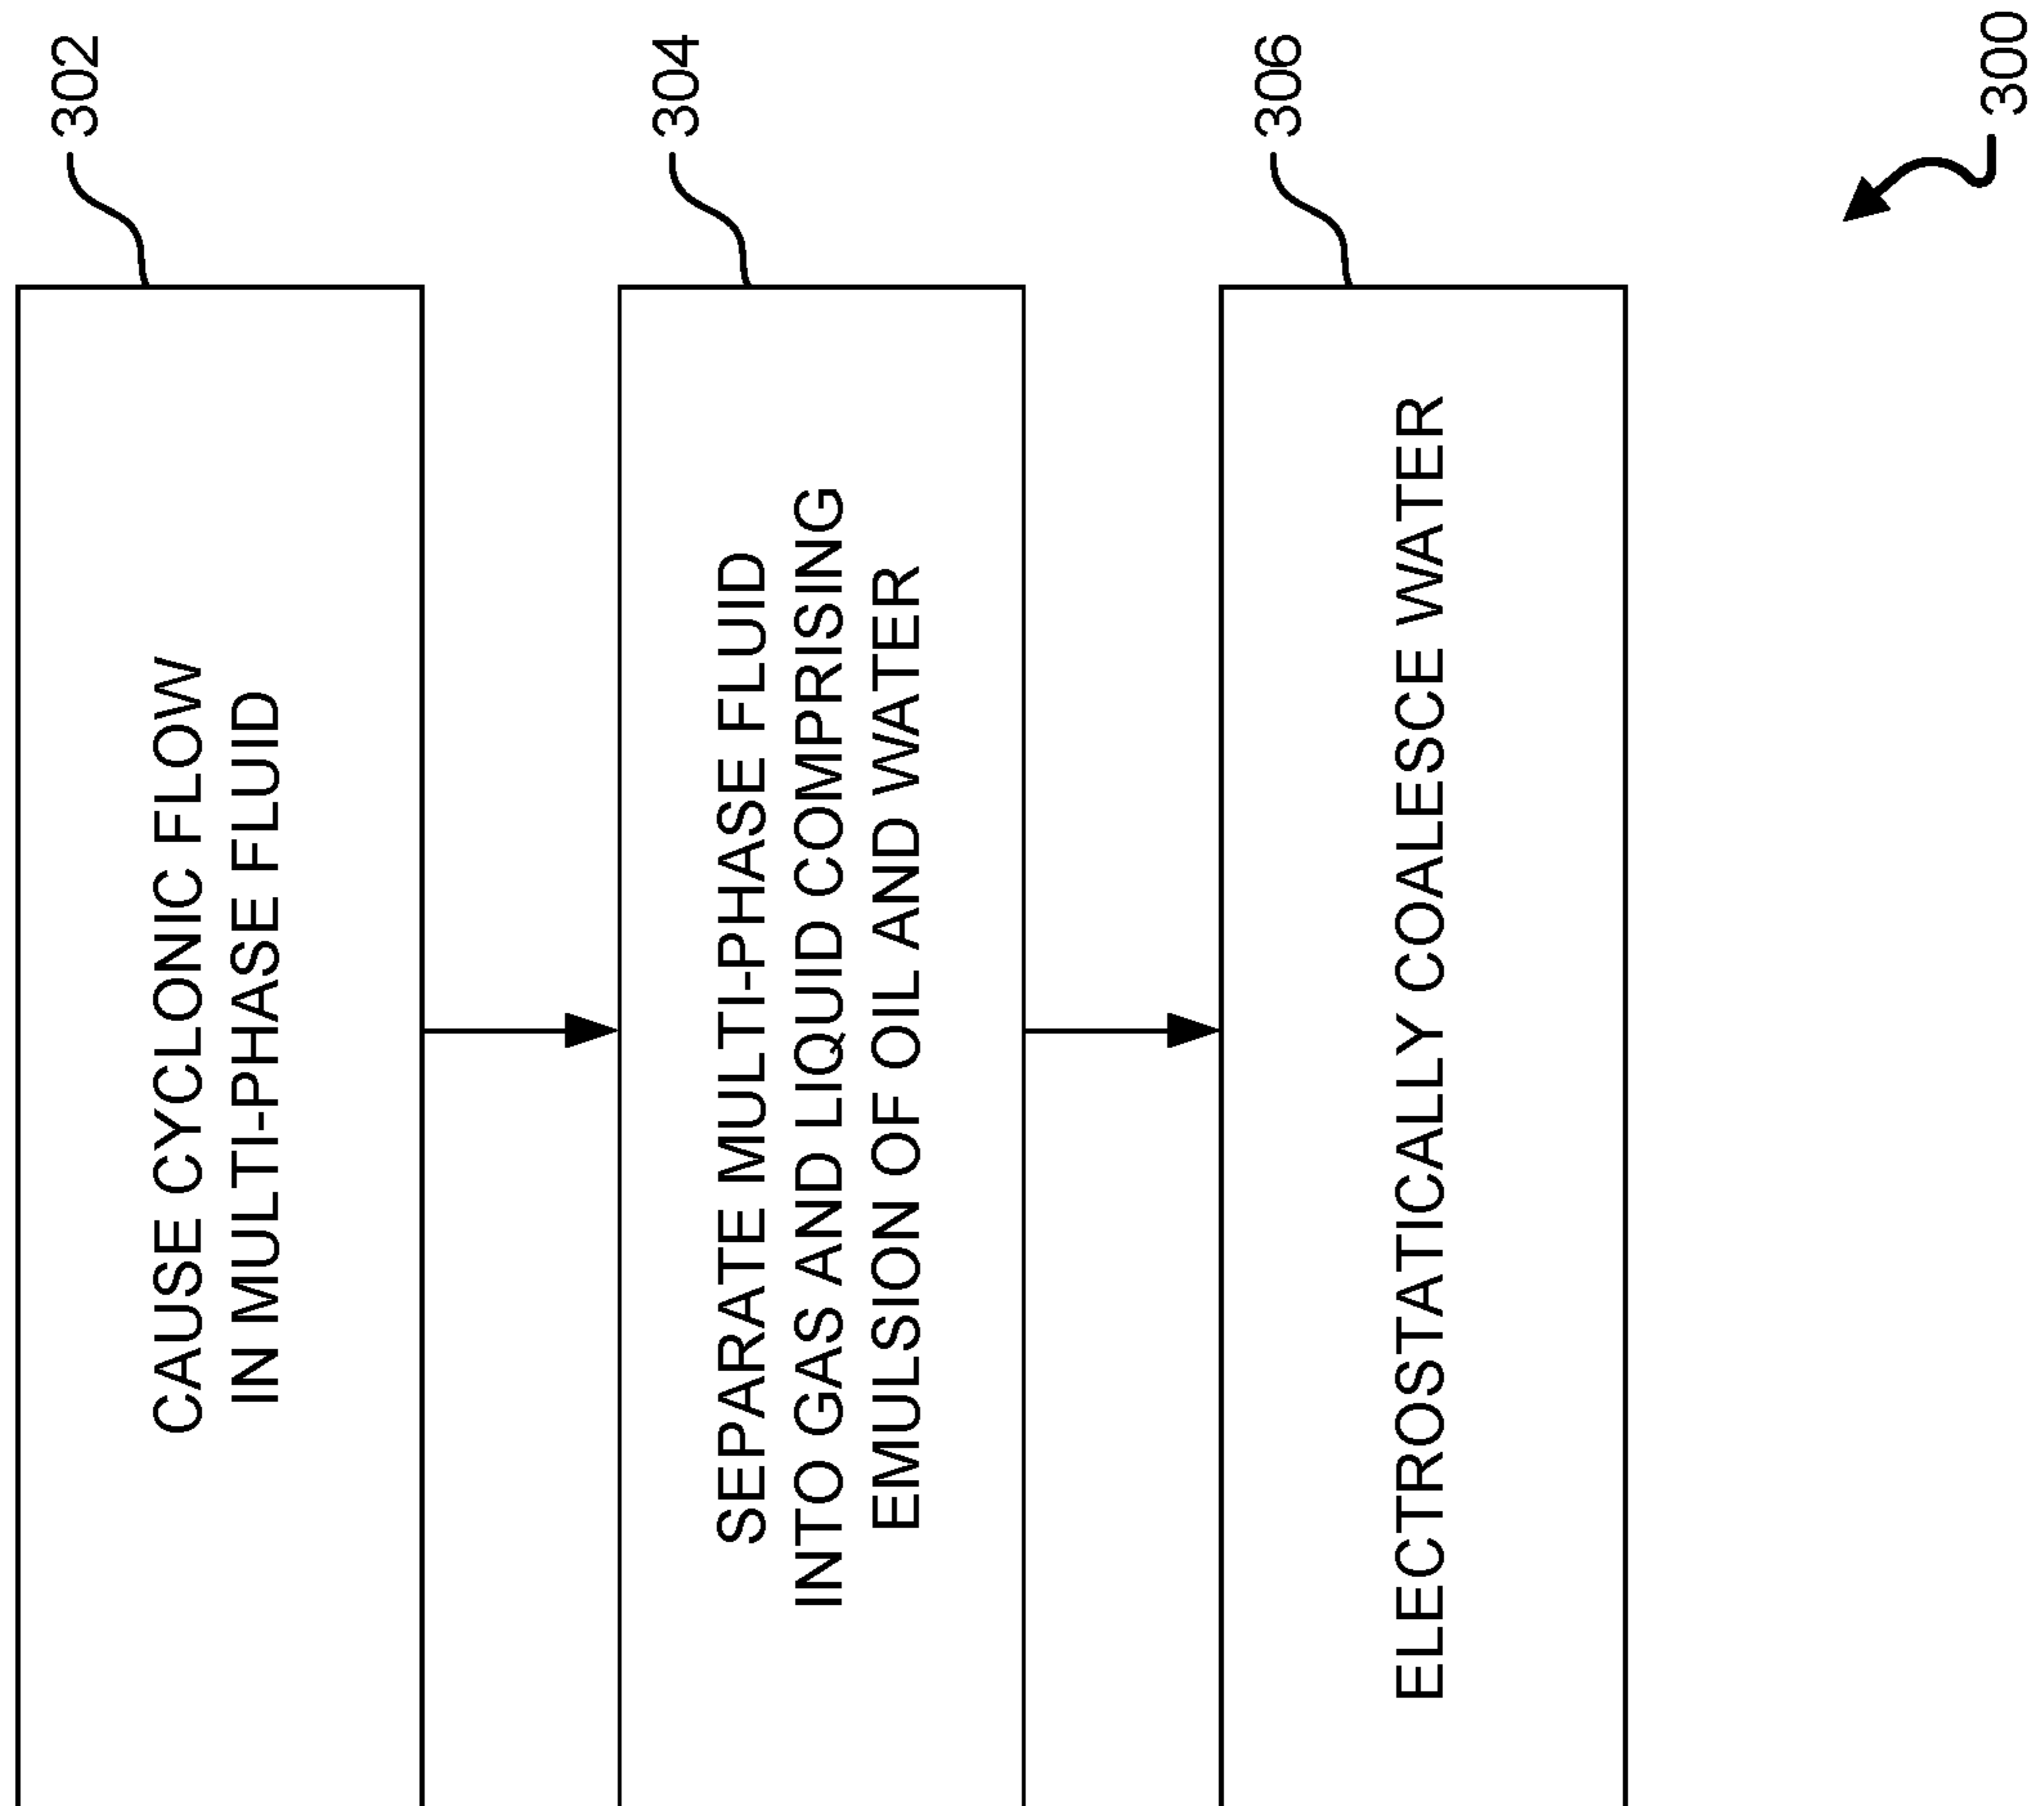 302
CAUSE CYCLONIC FLOW
IN MULTI-PHASE FLUID
304
SEPARATE MULTI-PHASE FLUID
INTO GAS AND LIQUID COMPRISING
EMULSION OF OIL AND WATER
306
ELECTROSTATICALLY COALESCE WATER
300